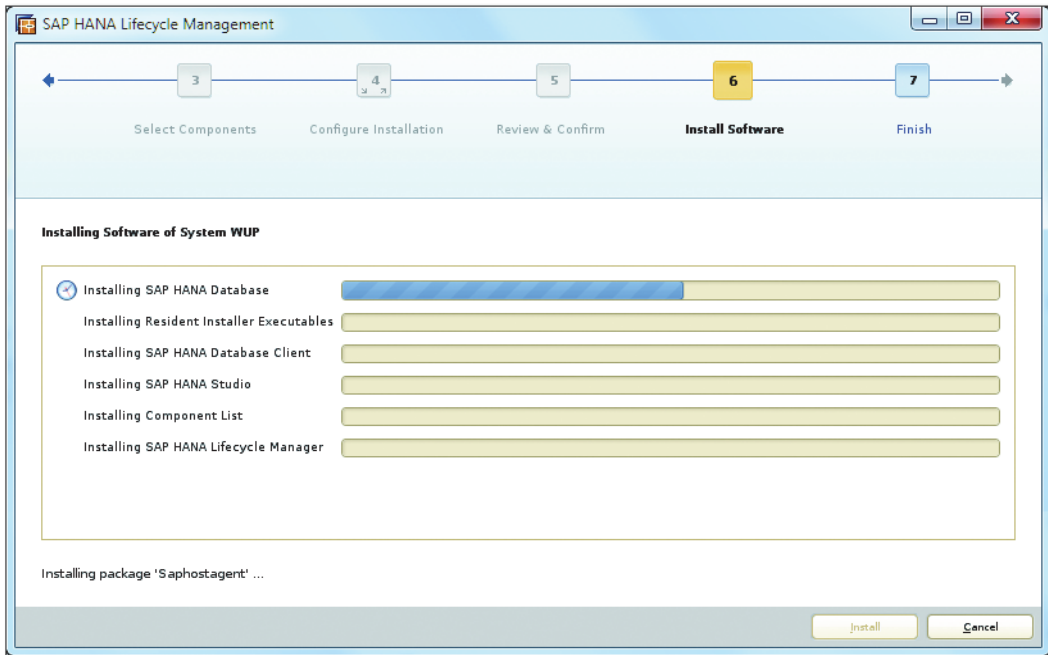 SAP HANA Lifecycle Management
3
4
5
6
7
Select Components
Configure Installation
Review & Confirm
Install Software
Finish
Installing Software of System WUP
Installing SAP HANA Database
Installing Resident Installer Executables
Installing SAP HANA Database Client
Installing SAP HANA Studio
Installing Component List
Installing SAP HANA Lifecycle Manager
Installing package 'Saphostagent' ...
Install
Cancel